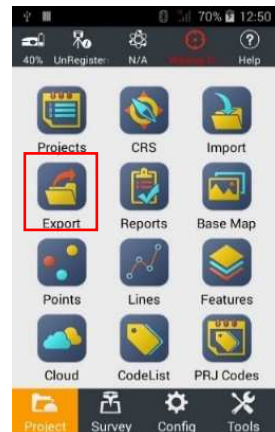 70% 12:50
40% UnRegister N/A Help
Projects CRS Import
Export Reports Base Map
Points Lines Features
Cloud CodeList PRJ Codes
Project Survey Config Tools